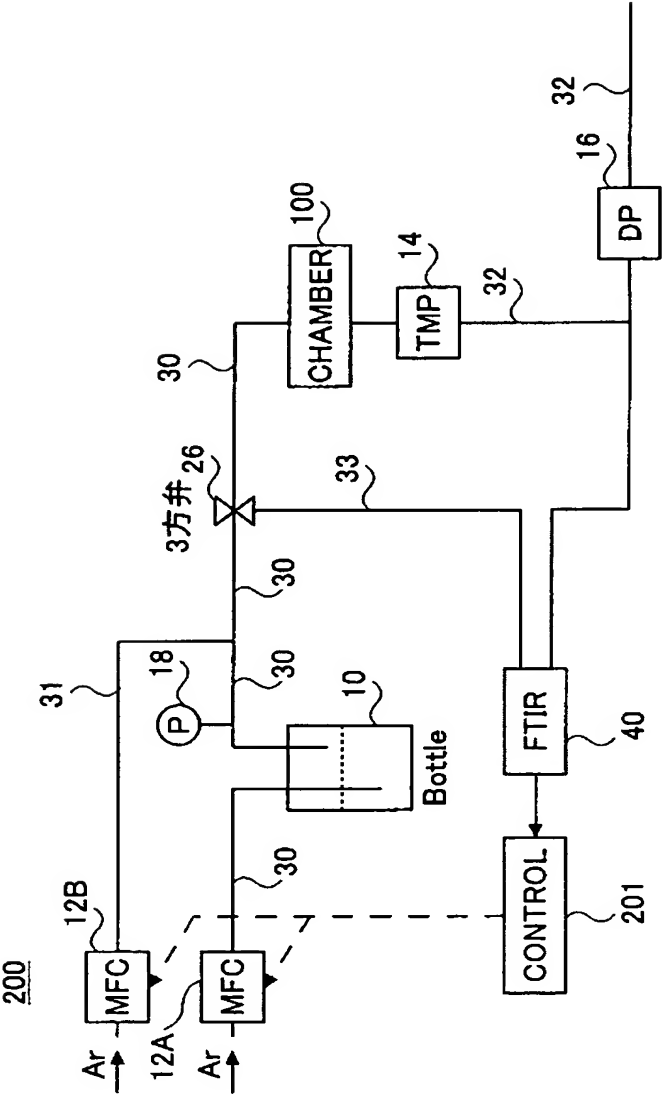 200
12B
31
Ar
MFC
12A
18
P
3方弁
26
30
Ar
MFC
30
30
30
100
CHAMBER
10
Bottle
33
14
TMP
32
CONTROL
201
FTIR
40
16
DP
32